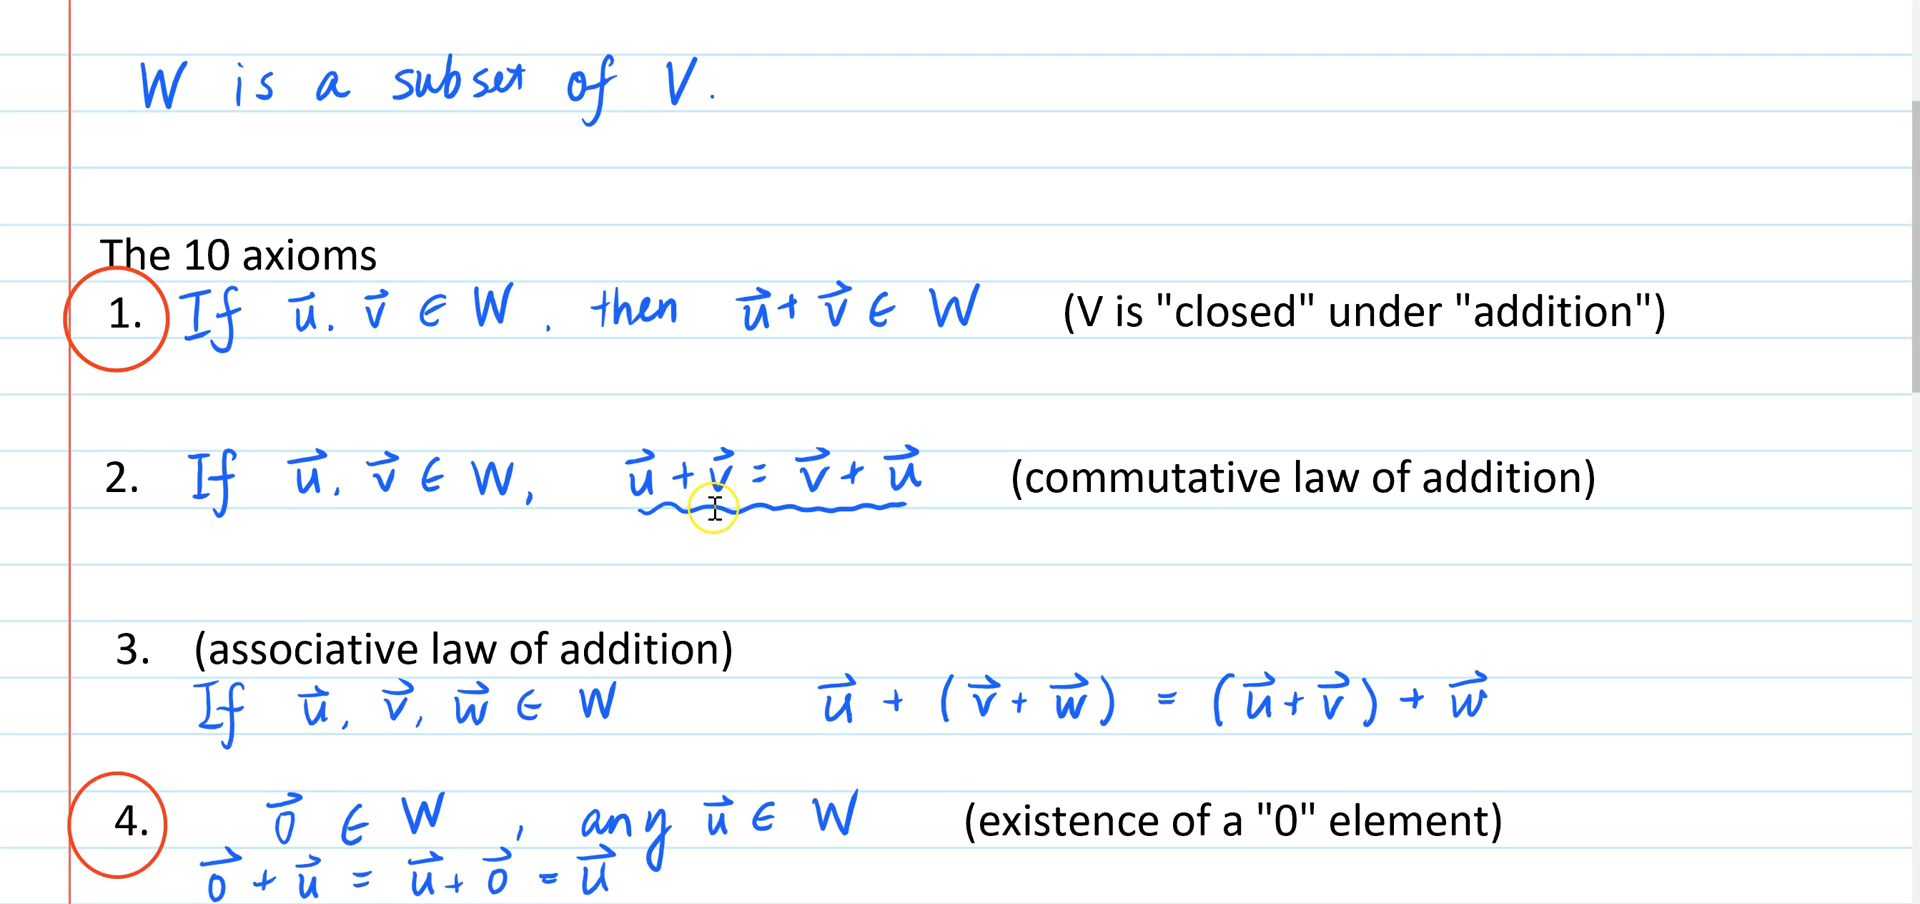 W is a subset of V.
The 10 axioms
1. If u⃗, v⃗ ∈ W, then u⃗ + v⃗ ∈ W (V is "closed" under "addition")
2. If u⃗, v⃗ ∈ W, u⃗ + v⃗ = v⃗ + u⃗ (commutative law of addition)
3. (associative law of addition)
If u⃗, v⃗, w⃗ ∈ W u⃗ + (v⃗ + w⃗) = (u⃗ + v⃗) + w⃗
4. 0⃗ ∈ W, any u⃗ ∈ W (existence of a "0" element)
0⃗ + u⃗ = u⃗ + 0⃗ = u⃗